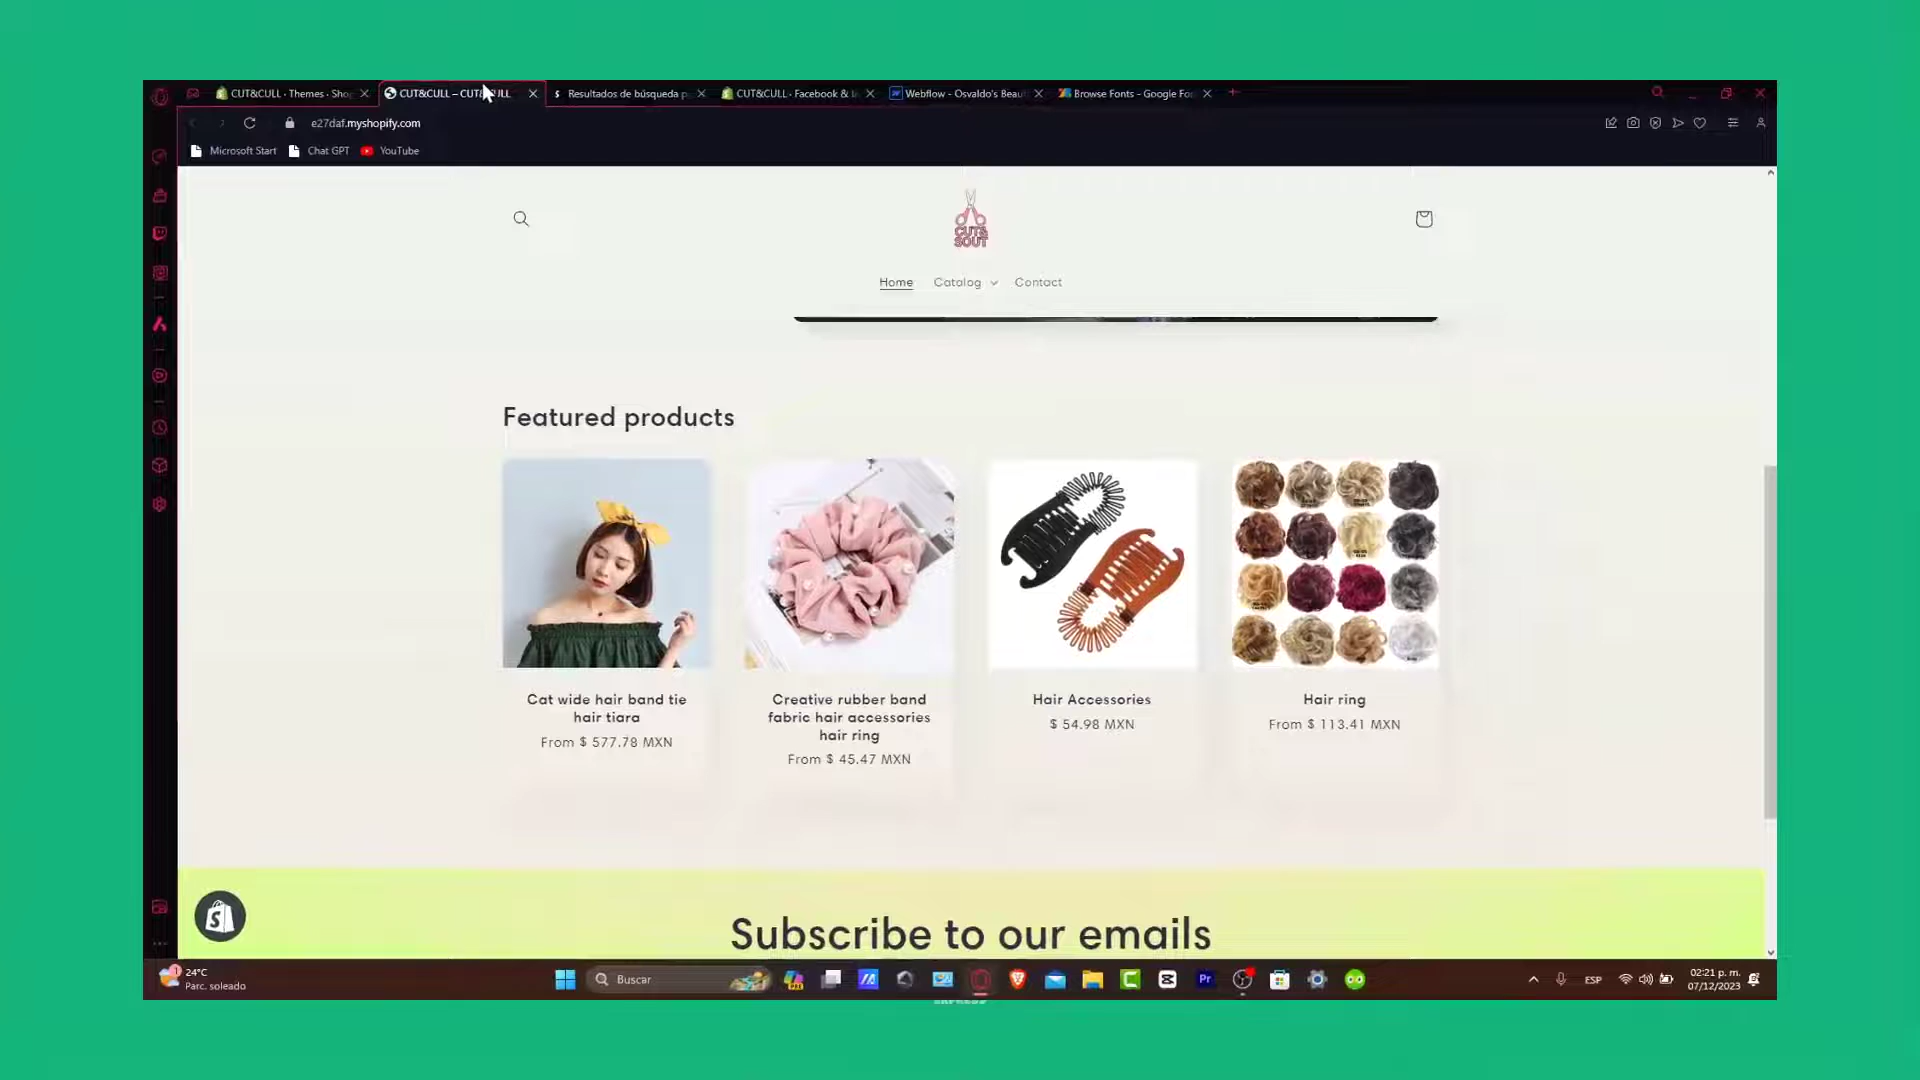 CUT&CULL · Themes · Sho
CUT&CULL – CUT&CULL
Resultados de búsqueda p
CUT&CULL · Facebook &
Webflow - Osvaldo's Beau
Browse Fonts - Google Fo
e27daf.myshopify.com
Microsoft Start
Chat GPT
YouTube
CUT&
SOUT
Home
Catalog
Contact
Featured products
Cat wide hair band tie
hair tiara
From $ 577.78 MXN
Creative rubber band
fabric hair accessories
hair ring
From $ 45.47 MXN
Hair Accessories
$ 54.98 MXN
Hair ring
From $ 113.41 MXN
Subscribe to our emails
1
24°C
Parc. soleado
Buscar
Pr
ESP
02:21 p. m.
07/12/2023